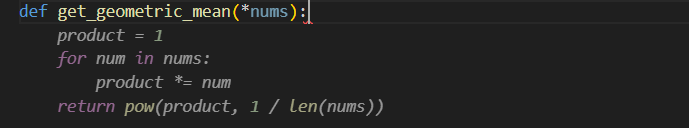 def get_geometric_mean(*nums):
    product = 1
    for num in nums:
        product *= num
    return pow(product, 1 / len(nums))